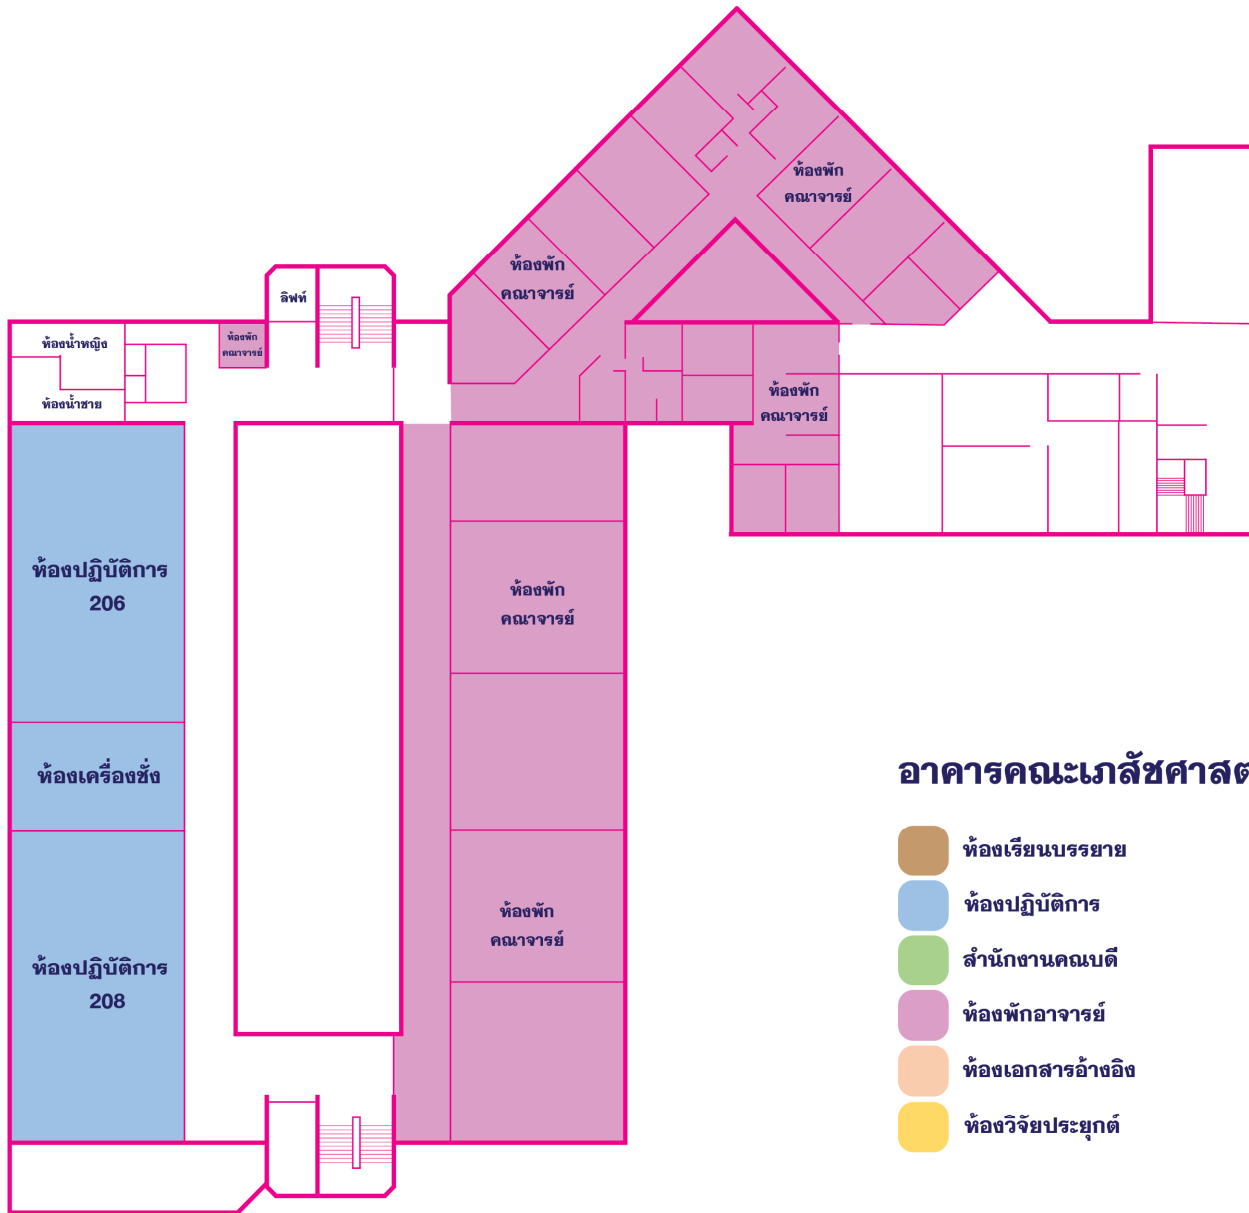 ห้องพัก
คณาจารย์
ห้องพัก
คณาจารย์
ลิฟท์
ห้องน้ำหญิง
ห้องพัก
คณาจารย์
ห้องน้ำชาย
ห้องพัก
คณาจารย์
ห้องปฏิบัติการ
206
ห้องพัก
คณาจารย์
ห้องเครื่องชั่ง
ห้องพัก
คณาจารย์
ห้องปฏิบัติการ
208
อาคารคณะเภสัชศาสต
ห้องเรียนบรรยาย
ห้องปฏิบัติการ
สำนักงานคณบดี
ห้องพักอาจารย์
ห้องเอกสารอ้างอิง
ห้องวิจัยประยุกต์